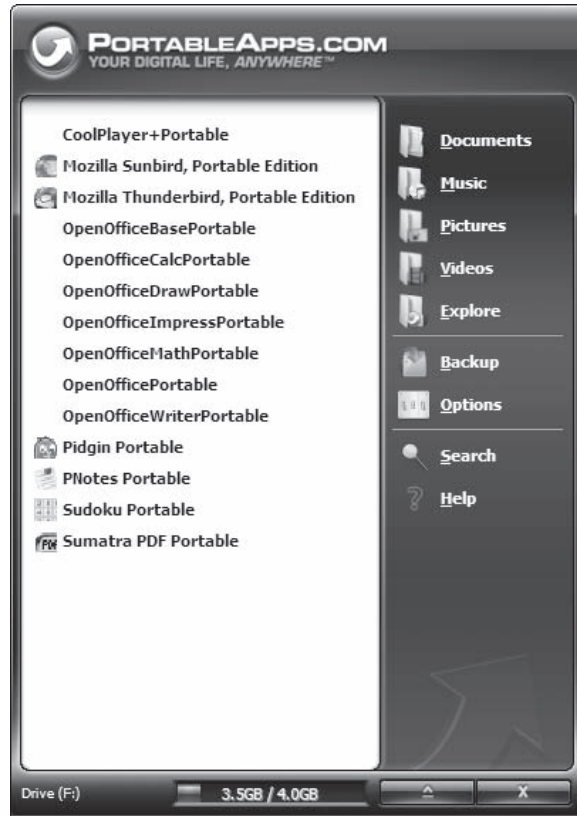 PORTABLEAPPS.COM
YOUR DIGITAL LIFE, ANYWHERE™
CoolPlayer+Portable
Mozilla Sunbird, Portable Edition
Mozilla Thunderbird, Portable Edition
OpenOfficeBasePortable
OpenOfficeCalcPortable
OpenOfficeDrawPortable
OpenOfficeImpressPortable
OpenOfficeMathPortable
OpenOfficePortable
OpenOfficeWriterPortable
Pidgin Portable
PNotes Portable
Sudoku Portable
PDF Sumatra PDF Portable
Documents
Music
Pictures
Videos
Explore
Backup
Options
Search
Help
Drive (F:)
3.5GB / 4.0GB
X